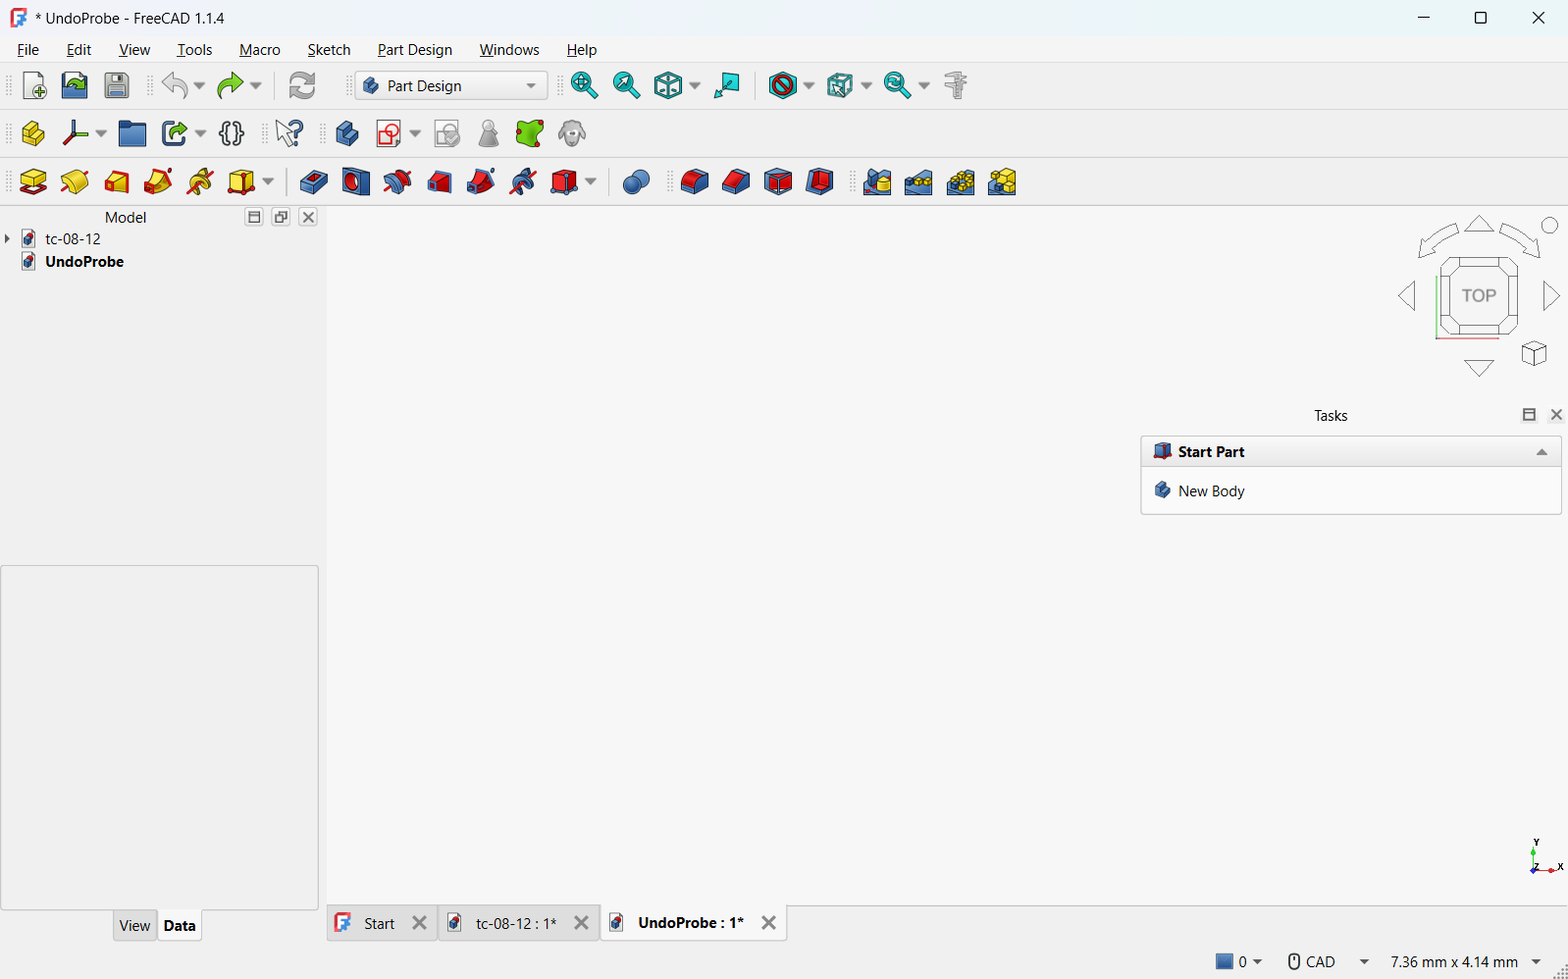 * UndoProbe - FreeCAD 1.1.4
File Edit View Tools Macro Sketch Part Design Windows Help
Part Design
Model
tc-08-12
UndoProbe
TOP
Tasks
Start Part
New Body
Y
Z X
View Data
Start tc-08-12 : 1* UndoProbe : 1*
0 CAD 7.36 mm x 4.14 mm